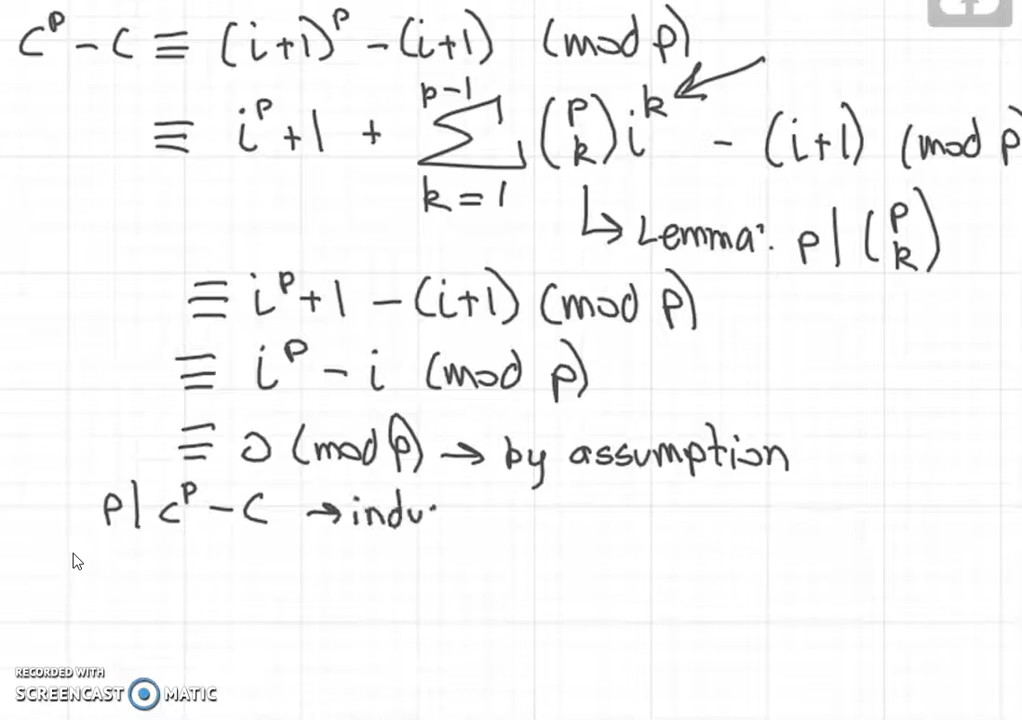 c^p - c ≡ (i+1)^p - (i+1) (mod p)
≡ i^p + 1 + ∑_{k=1}^{p-1} (p k) i^k - (i+1) (mod p
↳ Lemma: p | (p k)
≡ i^p + 1 - (i+1) (mod p)
≡ i^p - i (mod p)
≡ 0 (mod p) → by assumption
p | c^p - c → indu
RECORDED WITH
SCREENCAST MATIC